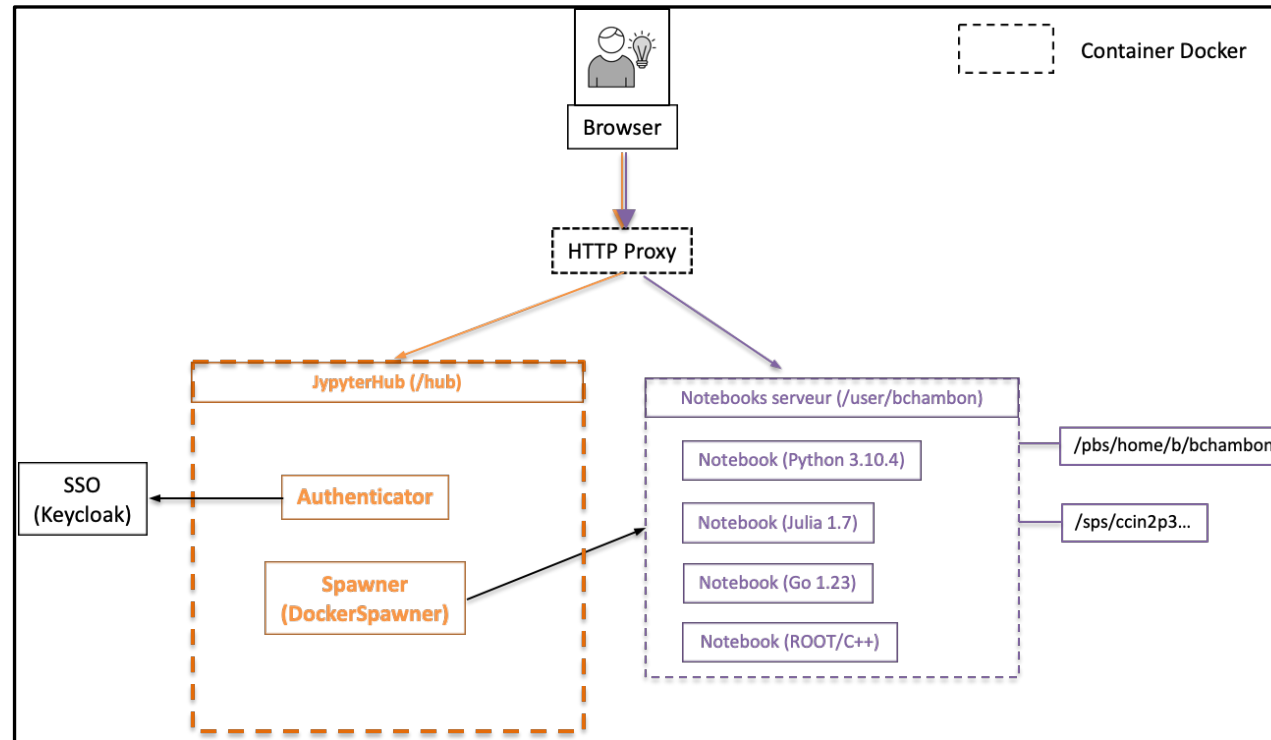 Container Docker
Browser
HTTP Proxy
JypyterHub (/hub)
Notebooks serveur (/user/bchambon)
/pbs/home/b/bchambon
Notebook (Python 3.10.4)
SSO
(Keycloak)
Authenticator
Notebook (Julia 1.7)
/sps/ccin2p3...
Spawner
(DockerSpawner)
Notebook (Go 1.23)
Notebook (ROOT/C++)